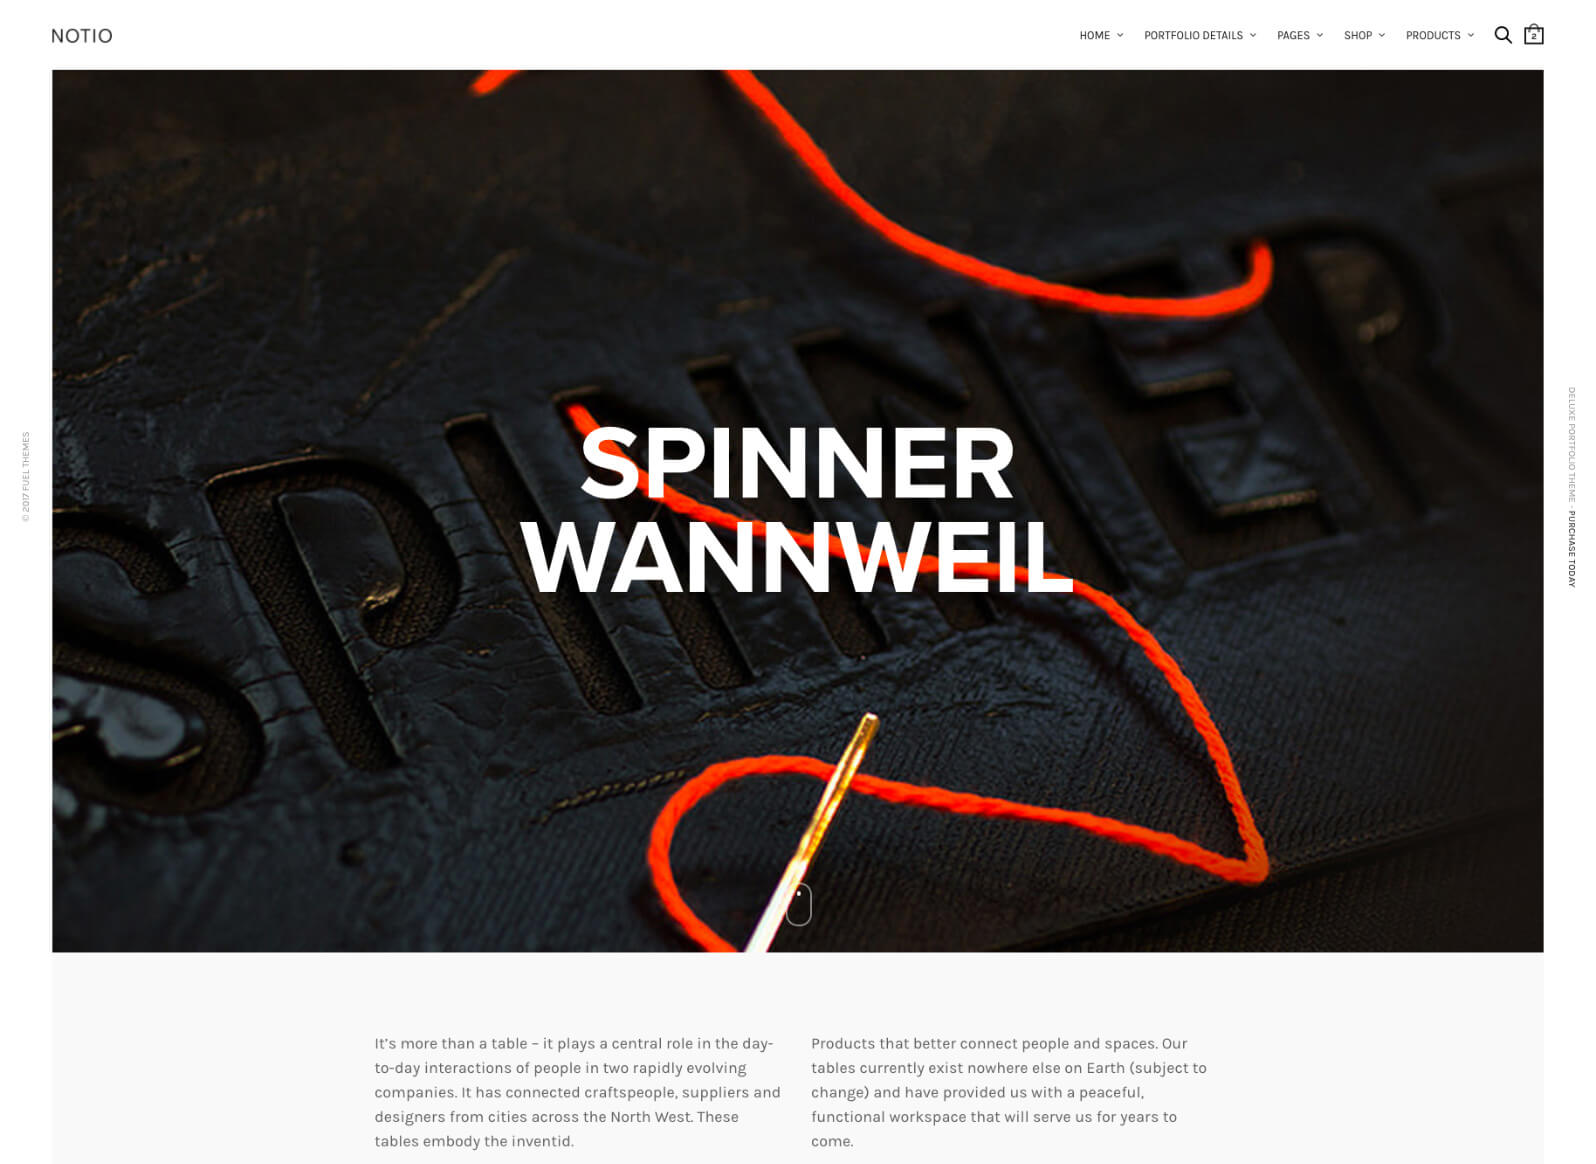 NOTIO
HOME
PORTFOLIO DETAILS
PAGES
SHOP
PRODUCTS
2
© 2017 FUEL THEMES
DELUXE PORTFOLIO THEME - PURCHASE TODAY
SPINNER
SPINNER
WANNWEIL
It's more than a table – it plays a central role in the day-
to-day interactions of people in two rapidly evolving
companies. It has connected craftspeople, suppliers and
designers from cities across the North West. These
tables embody the inventid.
Products that better connect people and spaces. Our
tables currently exist nowhere else on Earth (subject to
change) and have provided us with a peaceful,
functional workspace that will serve us for years to
come.